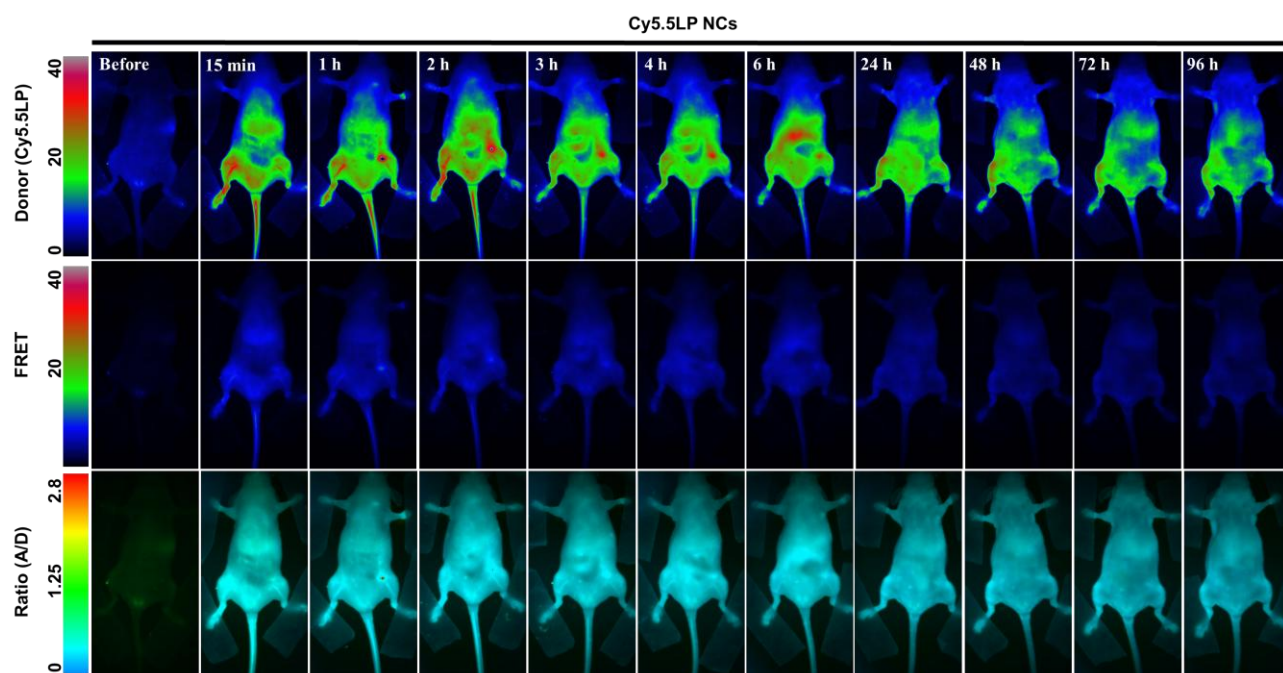 Cy5.5LP NCs
Before
15 min
1 h
2 h
3 h
4 h
6 h
24 h
48 h
72 h
96 h
Donor (Cy5.5LP)
40
20
0
FRET
40
20
0
Ratio (A/D)
2.8
1.25
0